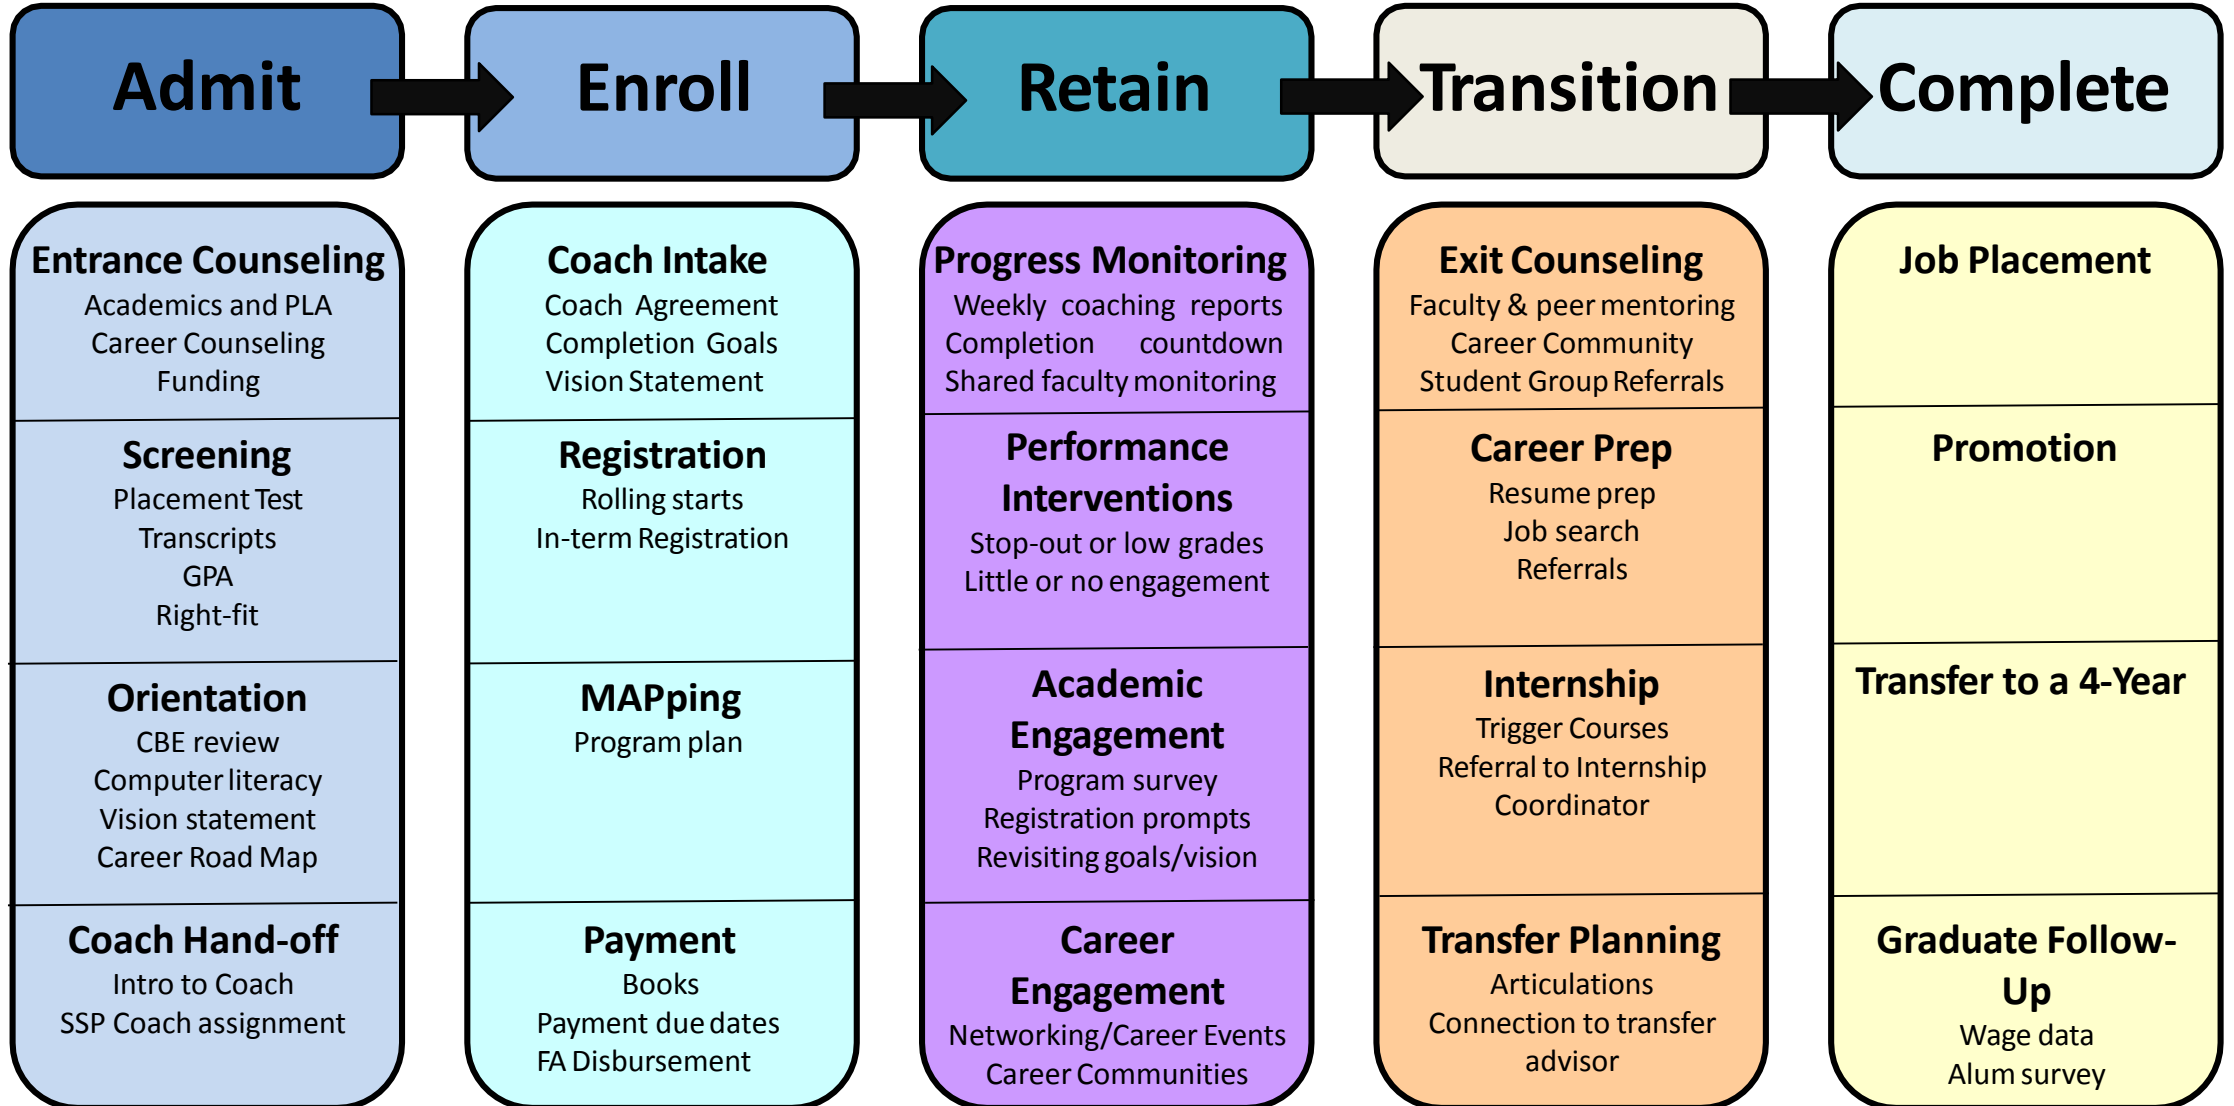 Admit
Enroll
Retain
Transition
Complete
Entrance Counseling
Academics and PLA
Career Counseling
Funding
Screening
Placement Test
Transcripts
GPA
Right-fit
Orientation
CBE review
Computer literacy
Vision statement
Career Road Map
Coach Hand-off
Intro to Coach
SSP Coach assignment
Coach Intake
Coach Agreement
Completion Goals
Vision Statement
Registration
Rolling starts
In-term Registration
MAPping
Program plan
Payment
Books
Payment due dates
FA Disbursement
Progress Monitoring
Weekly coaching reports
Completion countdown
Shared faculty monitoring
Performance
Interventions
Stop-out or low grades
Little or no engagement
Academic
Engagement
Program survey
Registration prompts
Revisiting goals/vision
Career
Engagement
Networking/Career Events
Career Communities
Exit Counseling
Faculty & peer mentoring
Career Community
Student Group Referrals
Career Prep
Resume prep
Job search
Referrals
Internship
Trigger Courses
Referral to Internship
Coordinator
Transfer Planning
Articulations
Connection to transfer
advisor
Job Placement
Promotion
Transfer to a 4-Year
Graduate Follow-
Up
Wage data
Alum survey